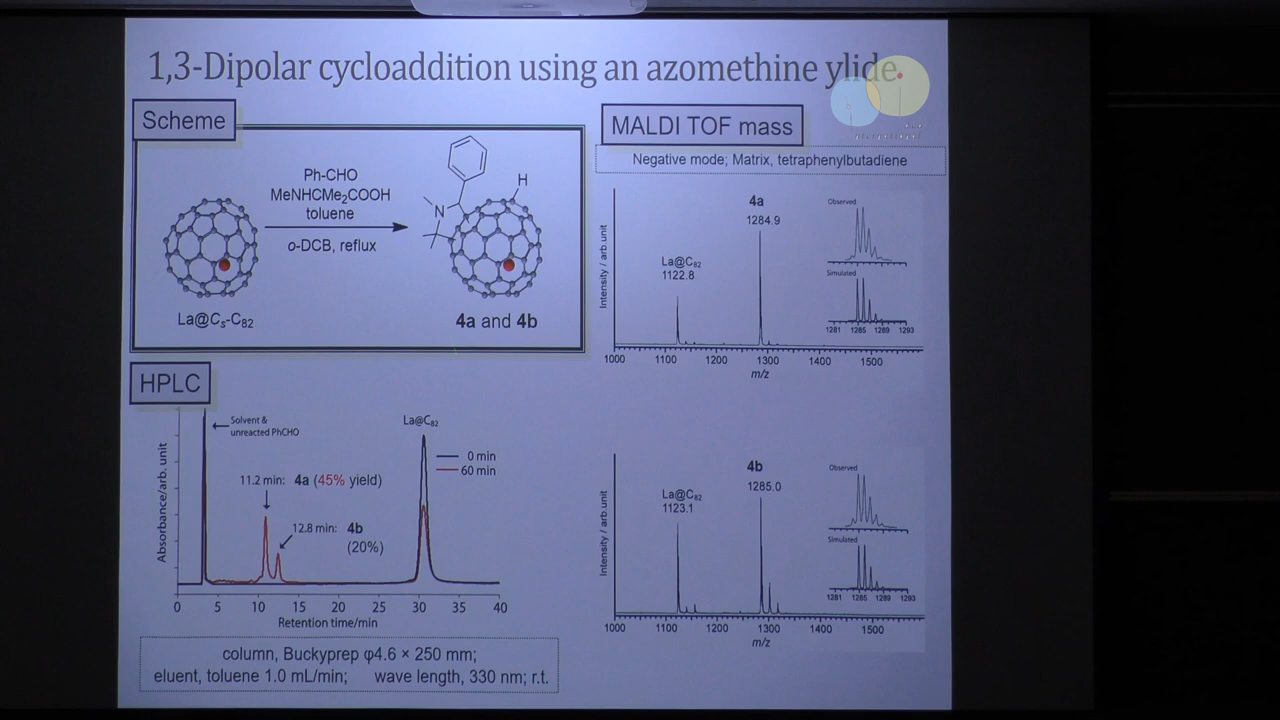 1,3-Dipolar cycloaddition using an azomethine ylide
Scheme
Ph-CHO
MeNHCMe₂COOH
toluene
o-DCB, reflux
N
H
La@Cs-C₈₂
4a and 4b
HPLC
Absorbance/arb. unit
Solvent &
unreacted PhCHO
La@C₈₂
0 min
60 min
11.2 min: 4a (45% yield)
12.8 min: 4b
(20%)
0 5 10 15 20 25 30 35 40
Retention time/min
column, Buckyprep φ4.6 × 250 mm;
eluent, toluene 1.0 mL/min; wave length, 330 nm; r.t.
MALDI TOF mass
Negative mode; Matrix, tetraphenylbutadiene
Intensity / arb.unit
4a
1284.9
La@C₈₂
1122.8
Observed
Simulated
1281 1285 1289 1293
1000 1100 1200 1300 1400 1500
m/z
Intensity / arb.unit
4b
1285.0
La@C₈₂
1123.1
Observed
Simulated
1281 1285 1289 1293
1000 1100 1200 1300 1400 1500
m/z